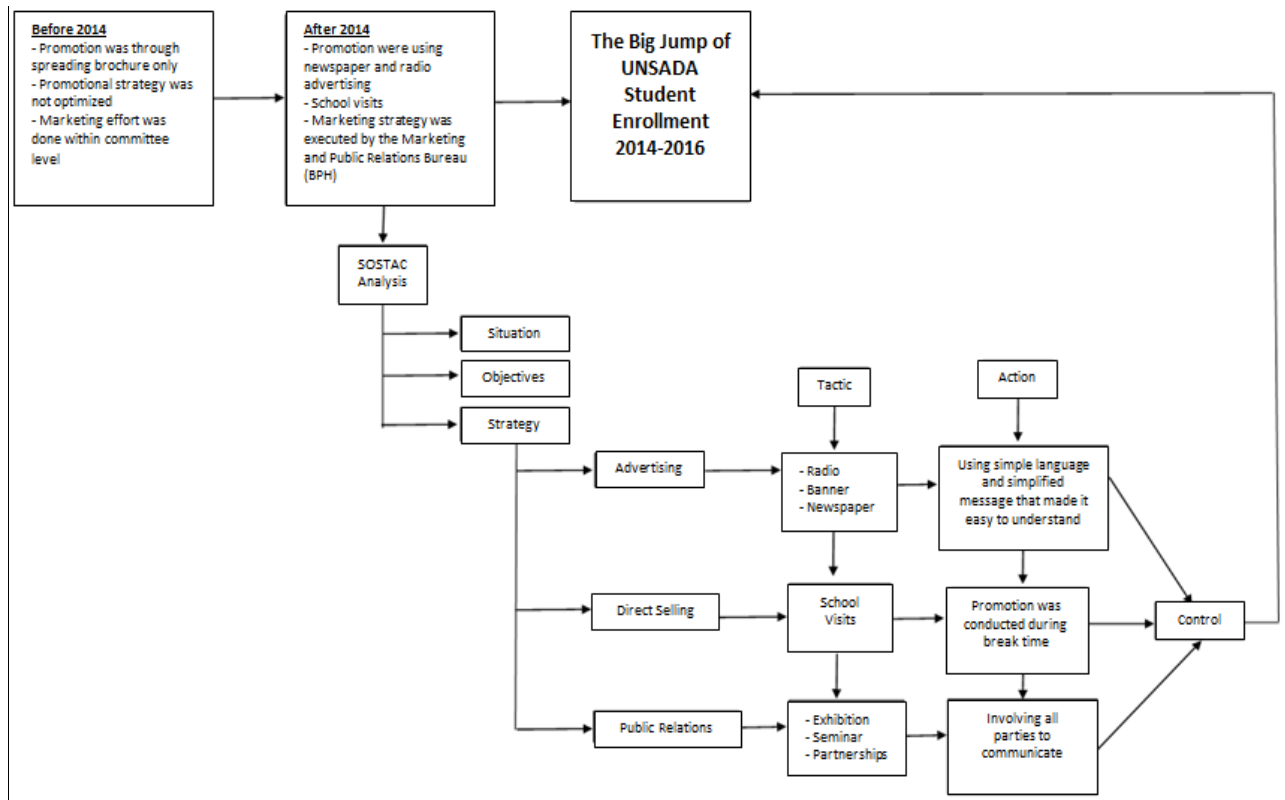 Before 2014
- Promotion was through
spreading brochure only
- Promotional strategy was
not optimized
- Marketing effort was
done within committee
level
After 2014
- Promotion were using
newspaper and radio
advertising
- School visits
- Marketing strategy was
executed by the Marketing
and Public Relations Bureau
(BPH)
The Big Jump of
UNSADA
Student
Enrollment
2014-2016
SOSTAC
Analysis
Situation
Objectives
Strategy
Tactic
Action
Advertising
- Radio
- Banner
- Newspaper
Using simple language
and simplified
message that made it
easy to understand
Direct Selling
School
Visits
Promotion was
conducted during
break time
Control
Public Relations
- Exhibition
- Seminar
- Partnerships
Involving all
parties to
communicate